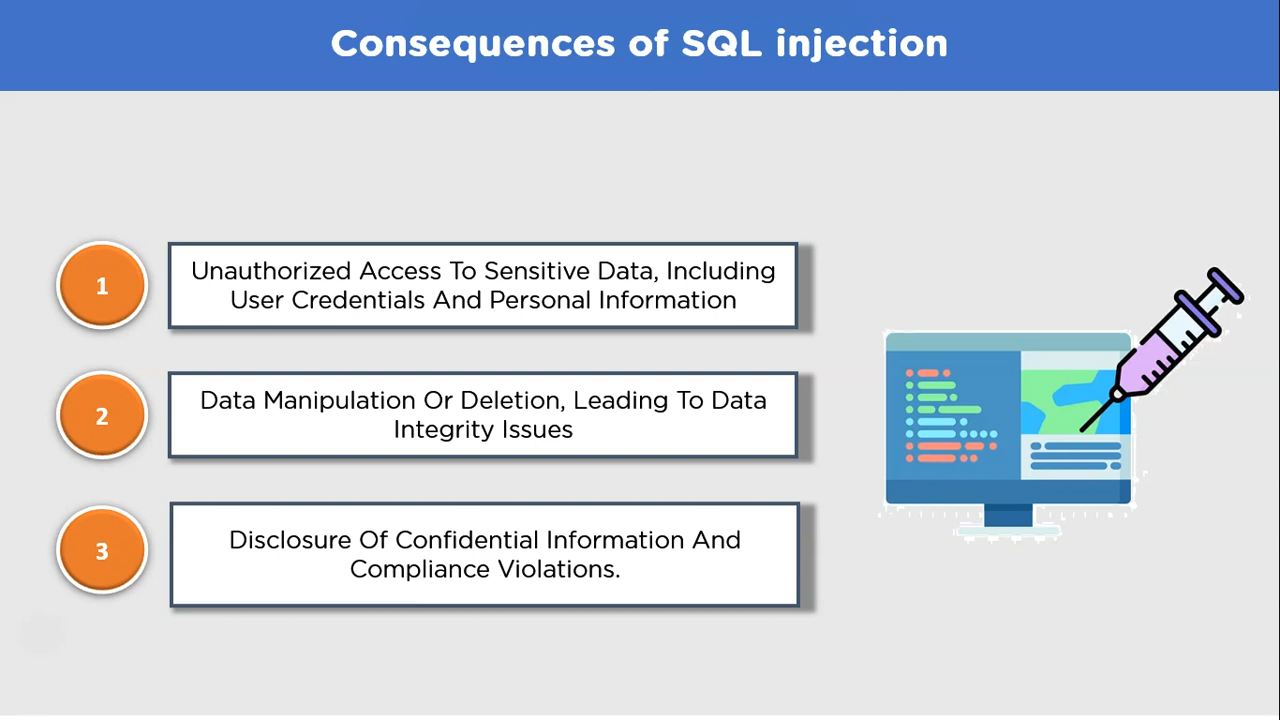 Consequences of SQL injection
1
Unauthorized Access To Sensitive Data, Including
User Credentials And Personal Information
2
Data Manipulation Or Deletion, Leading To Data
Integrity Issues
3
Disclosure Of Confidential Information And
Compliance Violations.